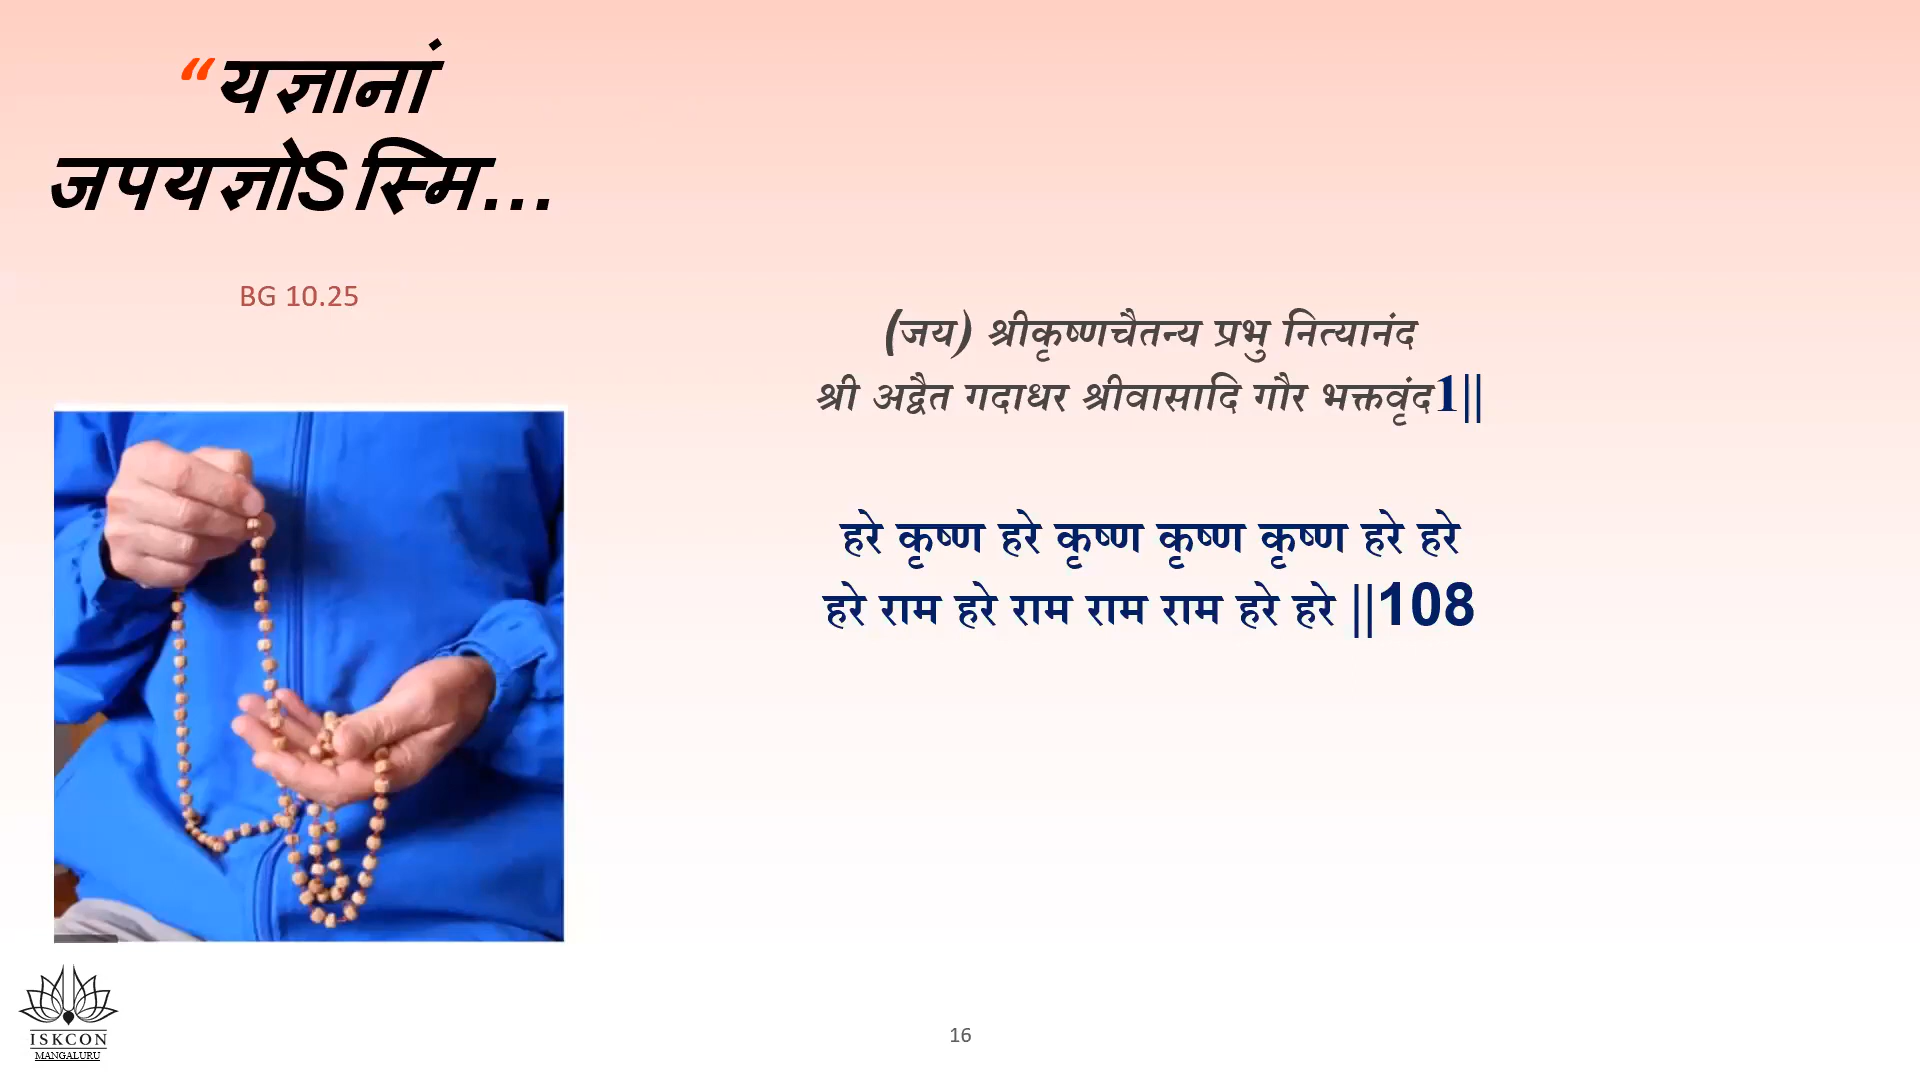 “यज्ञानां
जपयज्ञोSस्मि...
BG 10.25
(जय) श्रीकृष्णचैतन्य प्रभु नित्यानंद
श्री अद्वैत गदाधर श्रीवासादि गौर भक्तवृंद1||
हरे कृष्ण हरे कृष्ण कृष्ण कृष्ण हरे हरे
हरे राम हरे राम राम राम हरे हरे ||108
ISKCON
MANGALURU
16